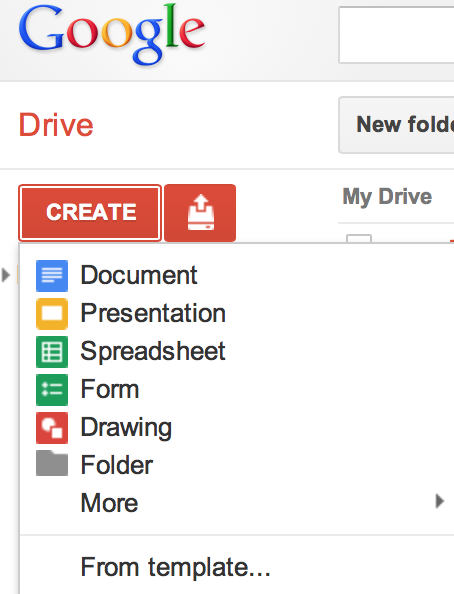 Google
Drive
New folde
My Drive
CREATE
Document
Presentation
Spreadsheet
Form
Drawing
Folder
More
From template...